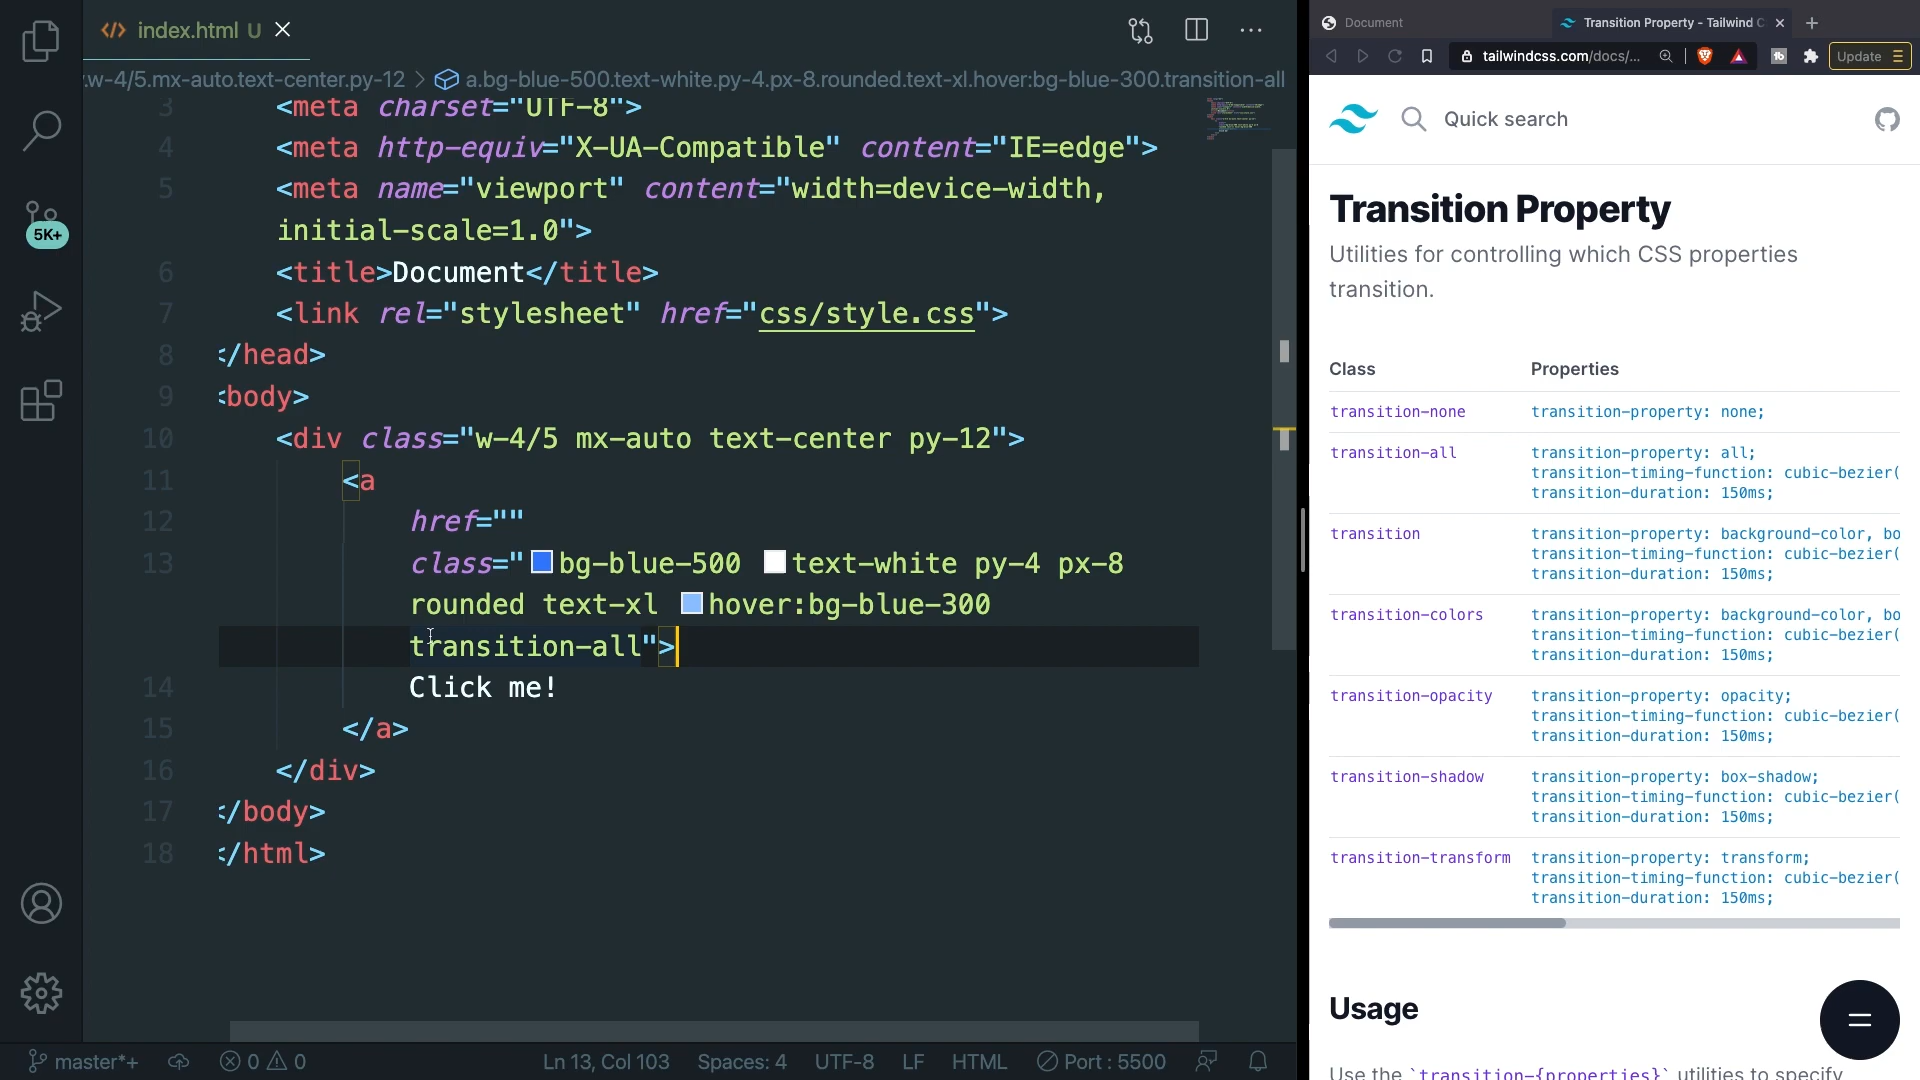 index.html U
.w-4/5.mx-auto.text-center.py-12 > a.bg-blue-500.text-white.py-4.px-8.rounded.text-xl.hover:bg-blue-300.transition-all
3 <meta charset="UTF-8">
4 <meta http-equiv="X-UA-Compatible" content="IE=edge">
5 <meta name="viewport" content="width=device-width,
initial-scale=1.0">
6 <title>Document</title>
7 <link rel="stylesheet" href="css/style.css">
8 </head>
9 <body>
10 <div class="w-4/5 mx-auto text-center py-12">
11 <a
12 href=""
13 class="bg-blue-500 text-white py-4 px-8
rounded text-xl hover:bg-blue-300
transition-all">
14 Click me!
15 </a>
16 </div>
17 </body>
18 </html>
5K+
master*+ 0 0 Ln 13, Col 103 Spaces: 4 UTF-8 LF HTML Port : 5500
Document Transition Property - Tailwind C
tailwindcss.com/docs/... Update
Quick search
Transition Property
Utilities for controlling which CSS properties
transition.
Class Properties
transition-none transition-property: none;
transition-all transition-property: all;
transition-timing-function: cubic-bezier(
transition-duration: 150ms;
transition transition-property: background-color, bo
transition-timing-function: cubic-bezier(
transition-duration: 150ms;
transition-colors transition-property: background-color, bo
transition-timing-function: cubic-bezier(
transition-duration: 150ms;
transition-opacity transition-property: opacity;
transition-timing-function: cubic-bezier(
transition-duration: 150ms;
transition-shadow transition-property: box-shadow;
transition-timing-function: cubic-bezier(
transition-duration: 150ms;
transition-transform transition-property: transform;
transition-timing-function: cubic-bezier(
transition-duration: 150ms;
Usage
Use the `transition-{properties}` utilities to specify